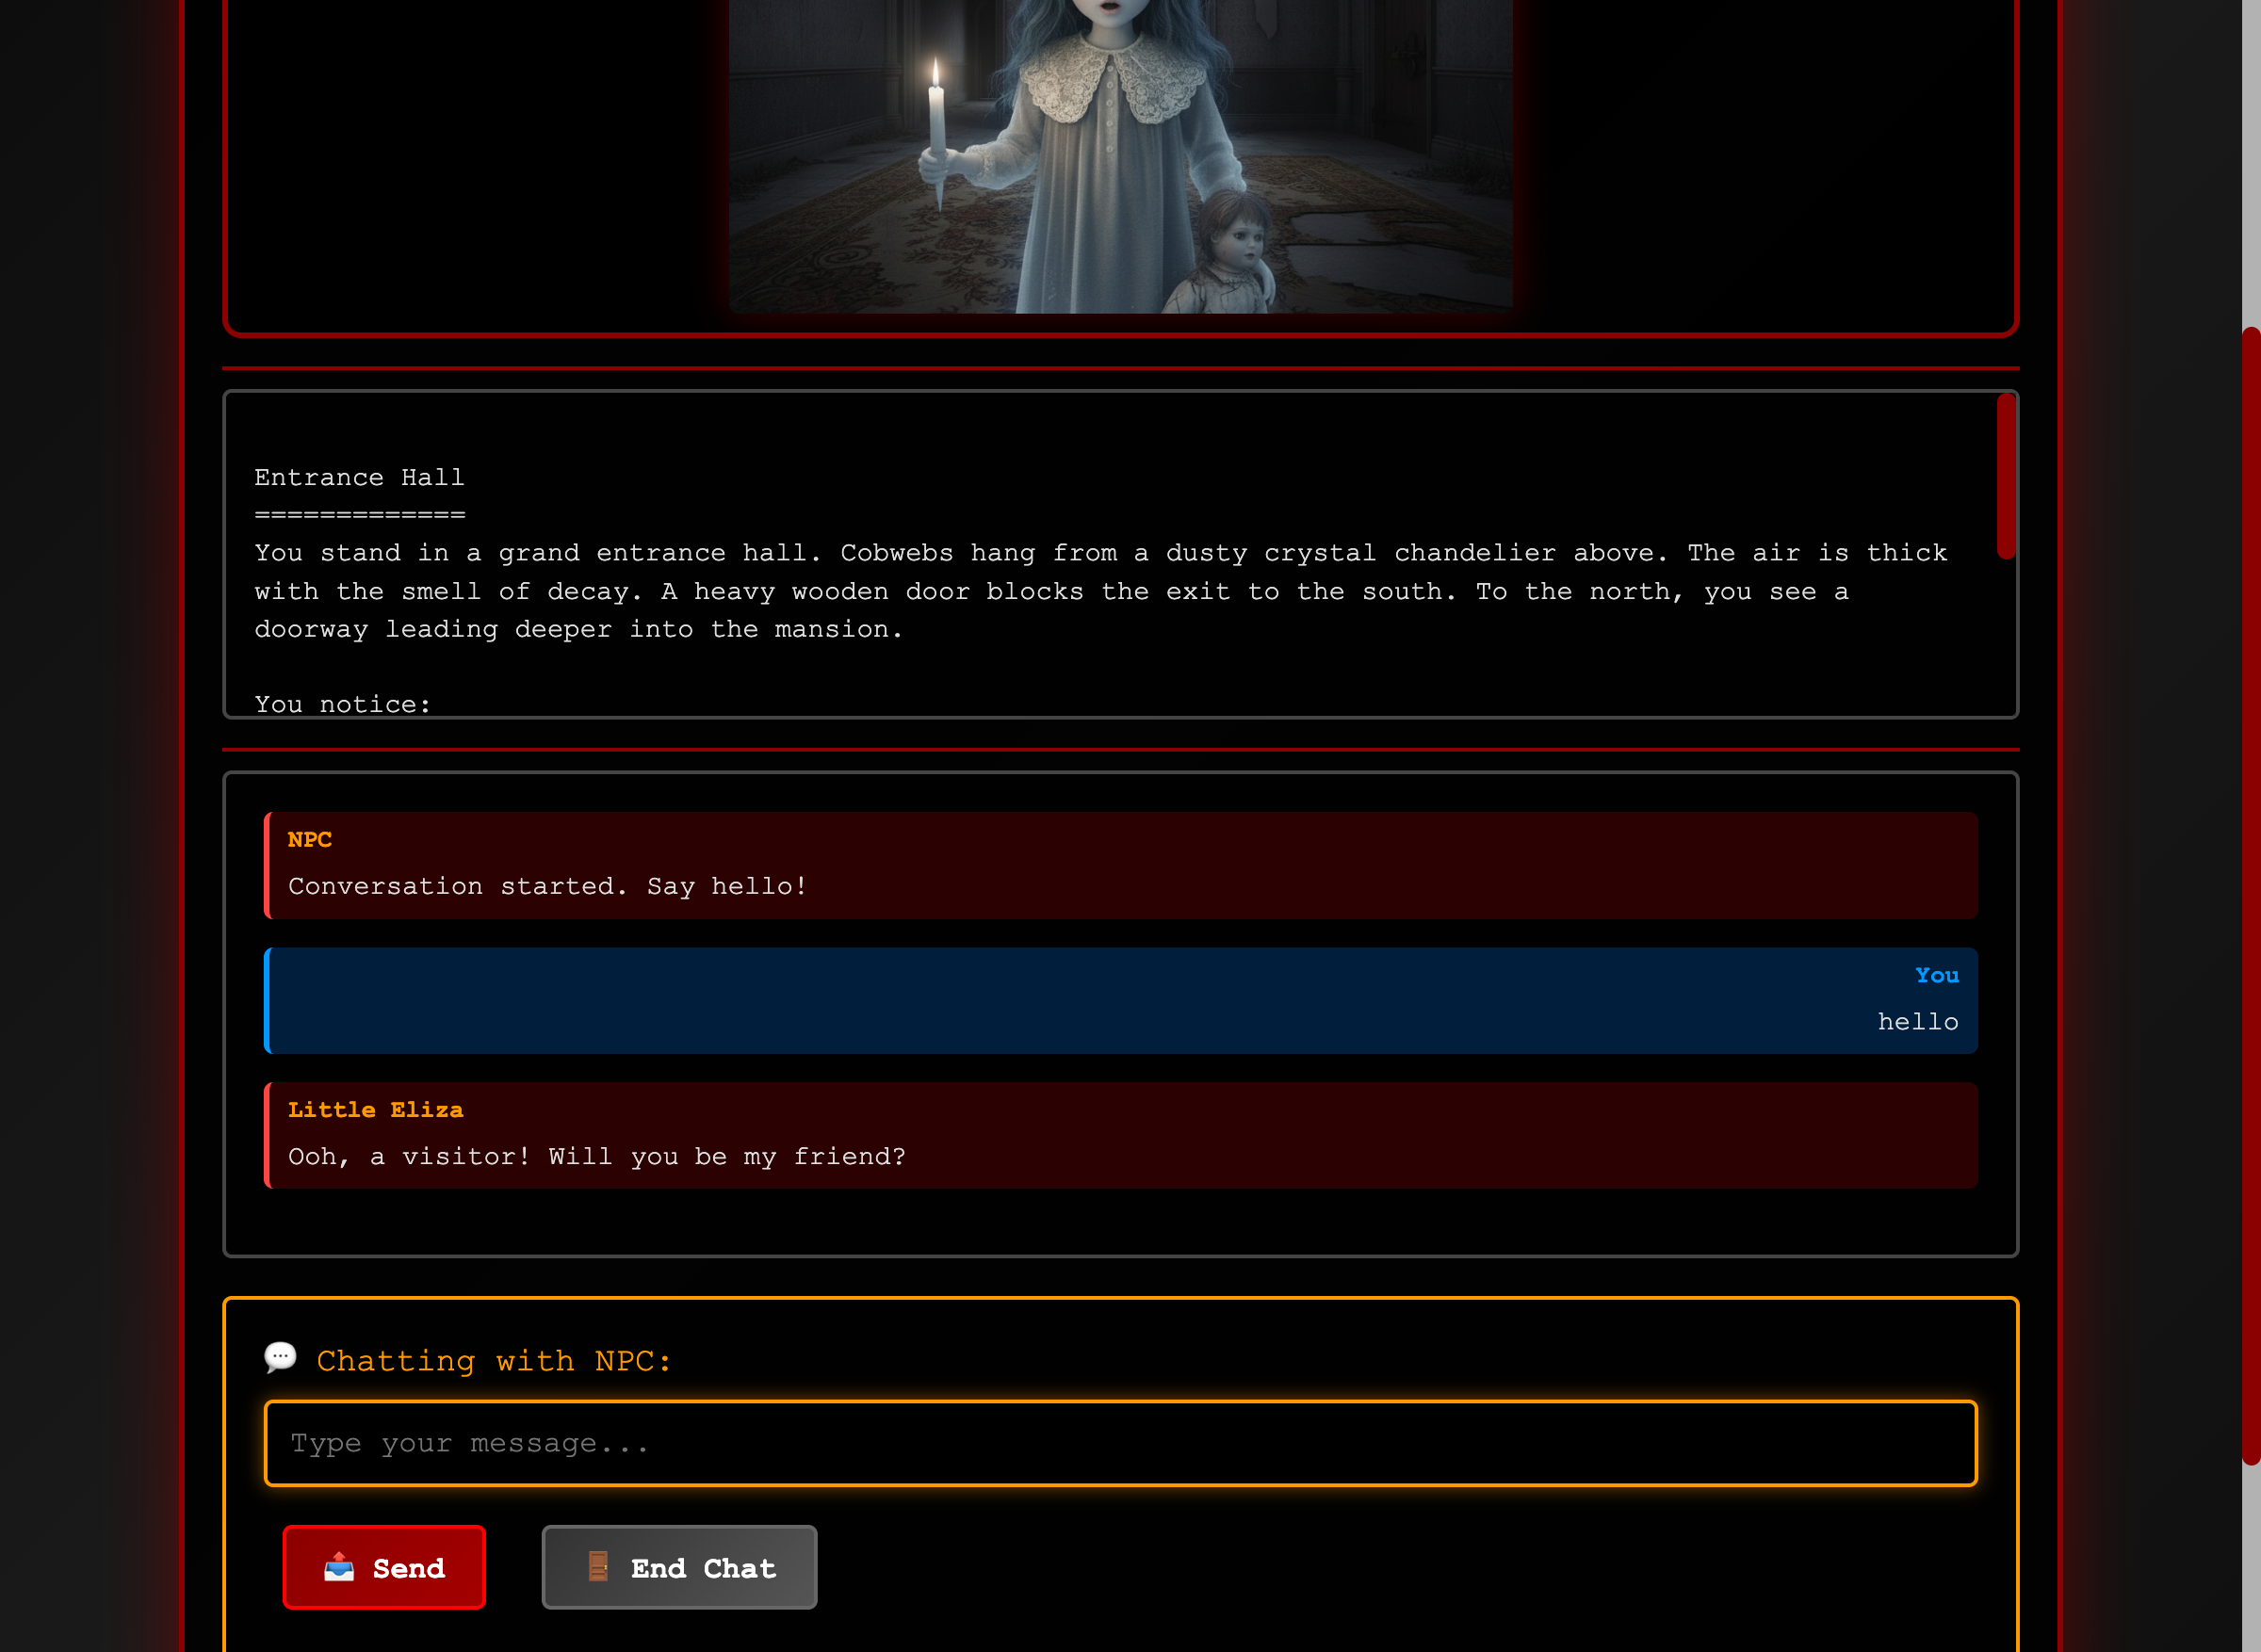 Entrance Hall
=============
You stand in a grand entrance hall. Cobwebs hang from a dusty crystal chandelier above. The air is thick
with the smell of decay. A heavy wooden door blocks the exit to the south. To the north, you see a
doorway leading deeper into the mansion.
You notice:
NPC
Conversation started. Say hello!
You
hello
Little Eliza
Ooh, a visitor! Will you be my friend?
💬 Chatting with NPC:
Type your message...
📤 Send
🚪 End Chat